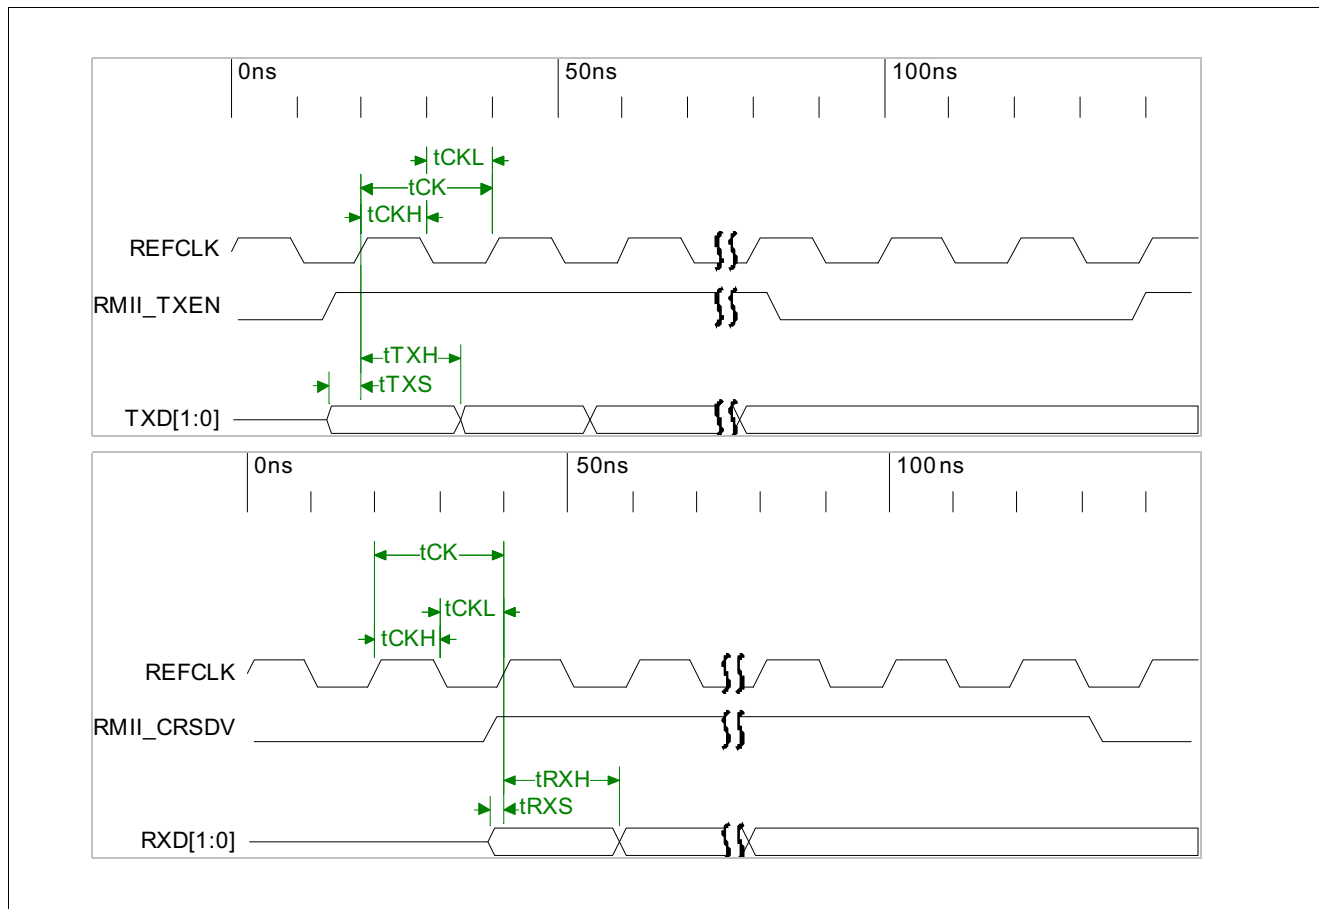 0ns 50ns 100ns
tCKL
tCK
tCKH
REFCLK
RMII_TXEN
tTXH
tTXS
TXD[1:0]
0ns 50ns 100ns
tCK
tCKL
tCKH
REFCLK
RMII_CRSDV
tRXH
tRXS
RXD[1:0]